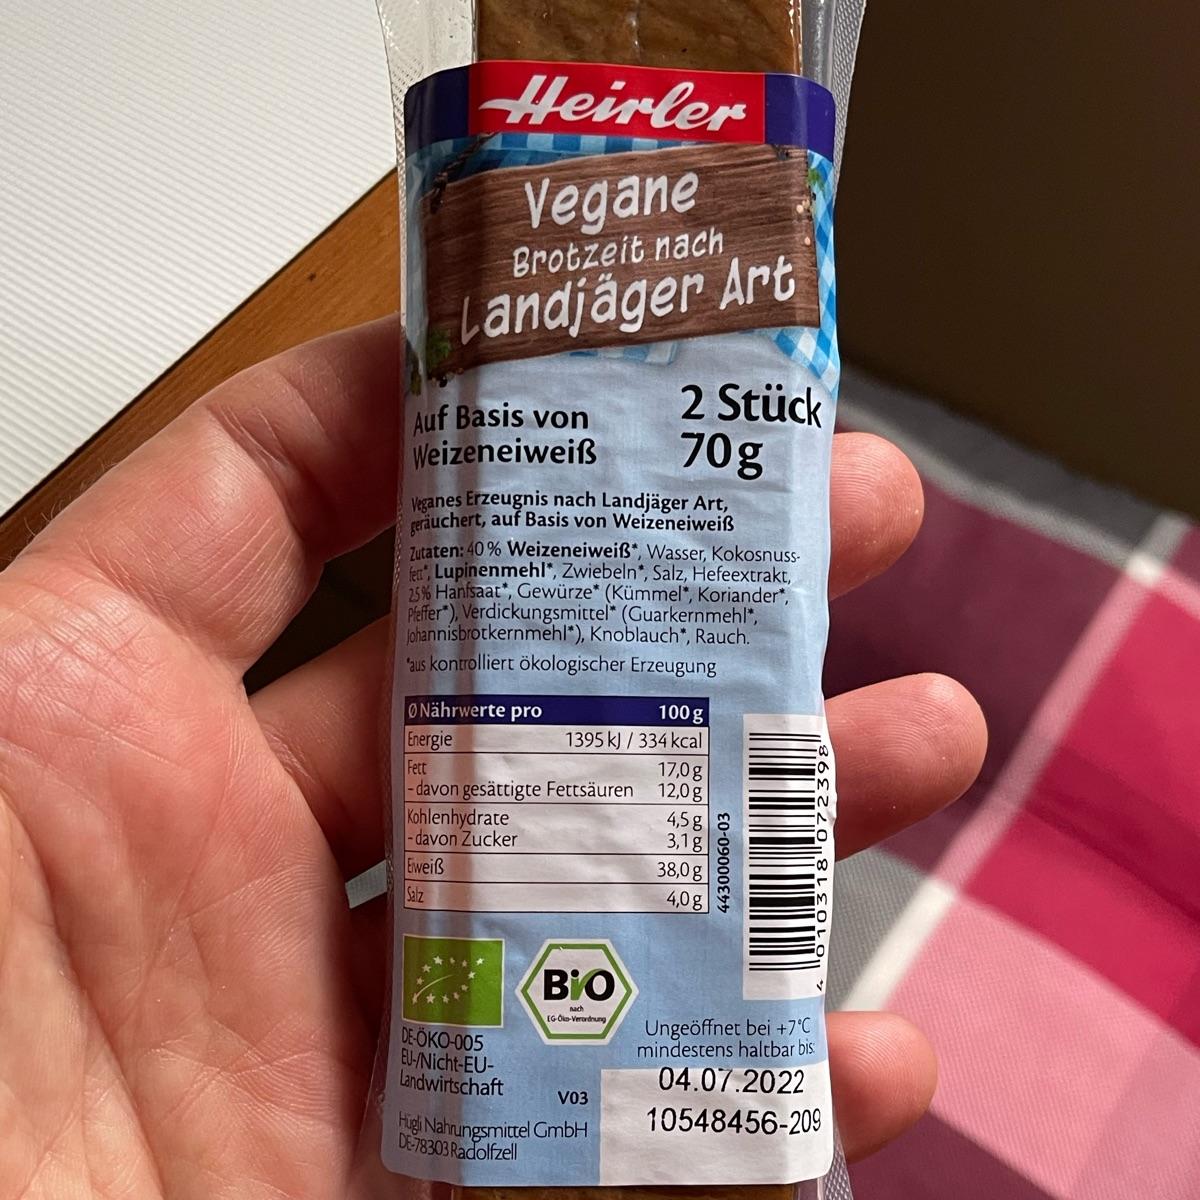 Heirler
Vegane
Brotzeit nach
Landjäger Art
Auf Basis von
Weizeneiweiß
2 Stück
70g
Veganes Erzeugnis nach Landjäger Art,
geräuchert, auf Basis von Weizeneiweiß
Zutaten: 40% Weizeneiweiß*, Wasser, Kokosnuss-
fett*, Lupinenmehl*, Zwiebeln*, Salz, Hefeextrakt,
2,5% Hanfsaat*, Gewürze* (Kümmel*, Koriander*,
Pfeffer*), Verdickungsmittel* (Guarkernmehl*,
Johannisbrotkernmehl*), Knoblauch*, Rauch.
*aus kontrolliert ökologischer Erzeugung
Ø Nährwerte pro 100g
Energie 1395 kJ / 334 kcal
Fett 17,0g
- davon gesättigte Fettsäuren 12,0g
Kohlenhydrate 4,5g
- davon Zucker 3,1g
Eiweiß 38,0g
Salz 4,0g
44300060-03
4 010318 072398
Bio
nach
EG-Öko-Verordnung
DE-ÖKO-005
EU-/Nicht-EU-
Landwirtschaft
V03
Hügli Nahrungsmittel GmbH
DE-78303 Radolfzell
Ungeöffnet bei +7°C
mindestens haltbar bis:
04.07.2022
10548456-209